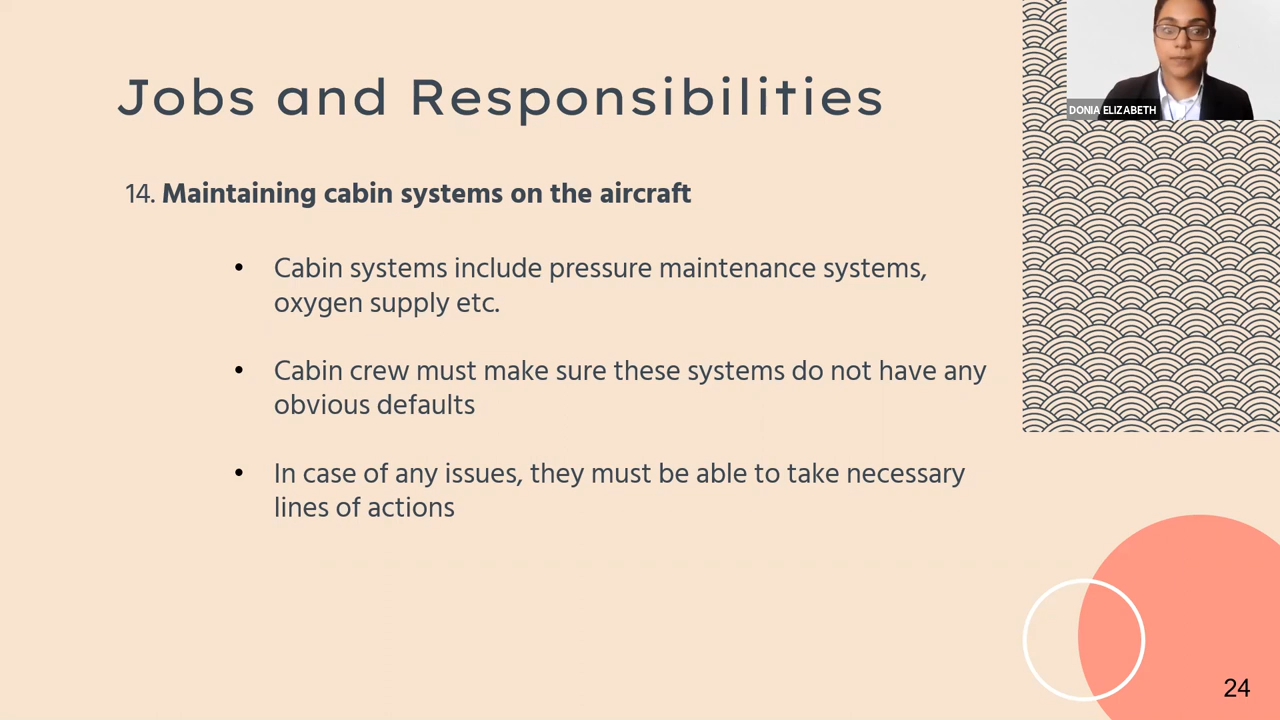 Jobs and Responsibilities
DONIA ELIZABETH
14. Maintaining cabin systems on the aircraft
• Cabin systems include pressure maintenance systems,
oxygen supply etc.
• Cabin crew must make sure these systems do not have any
obvious defaults
• In case of any issues, they must be able to take necessary
lines of actions
24